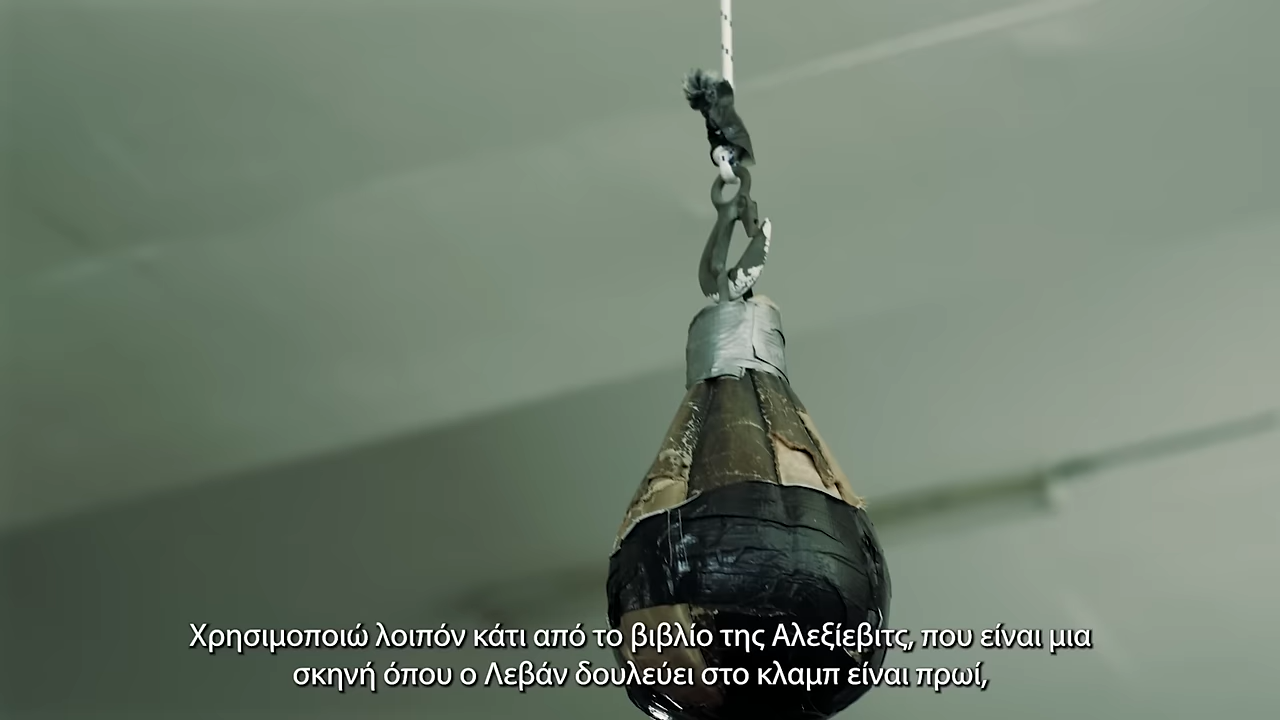 Χρησιμοποιώ λοιπόν κάτι από το βιβλίο της Αλεξίεβιτς, που είναι μια
σκηνή όπου ο Λεβάν δουλεύει στο κλαμπ είναι πρωί,